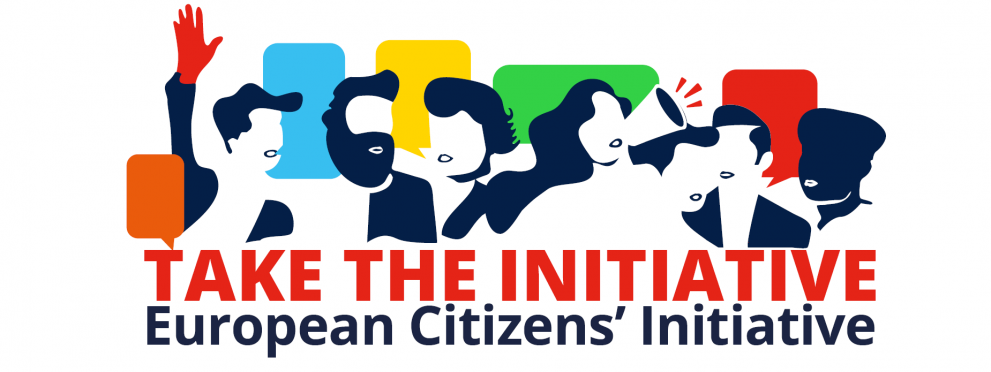 TAKE THE INITIATIVE
European Citizens’ Initiative